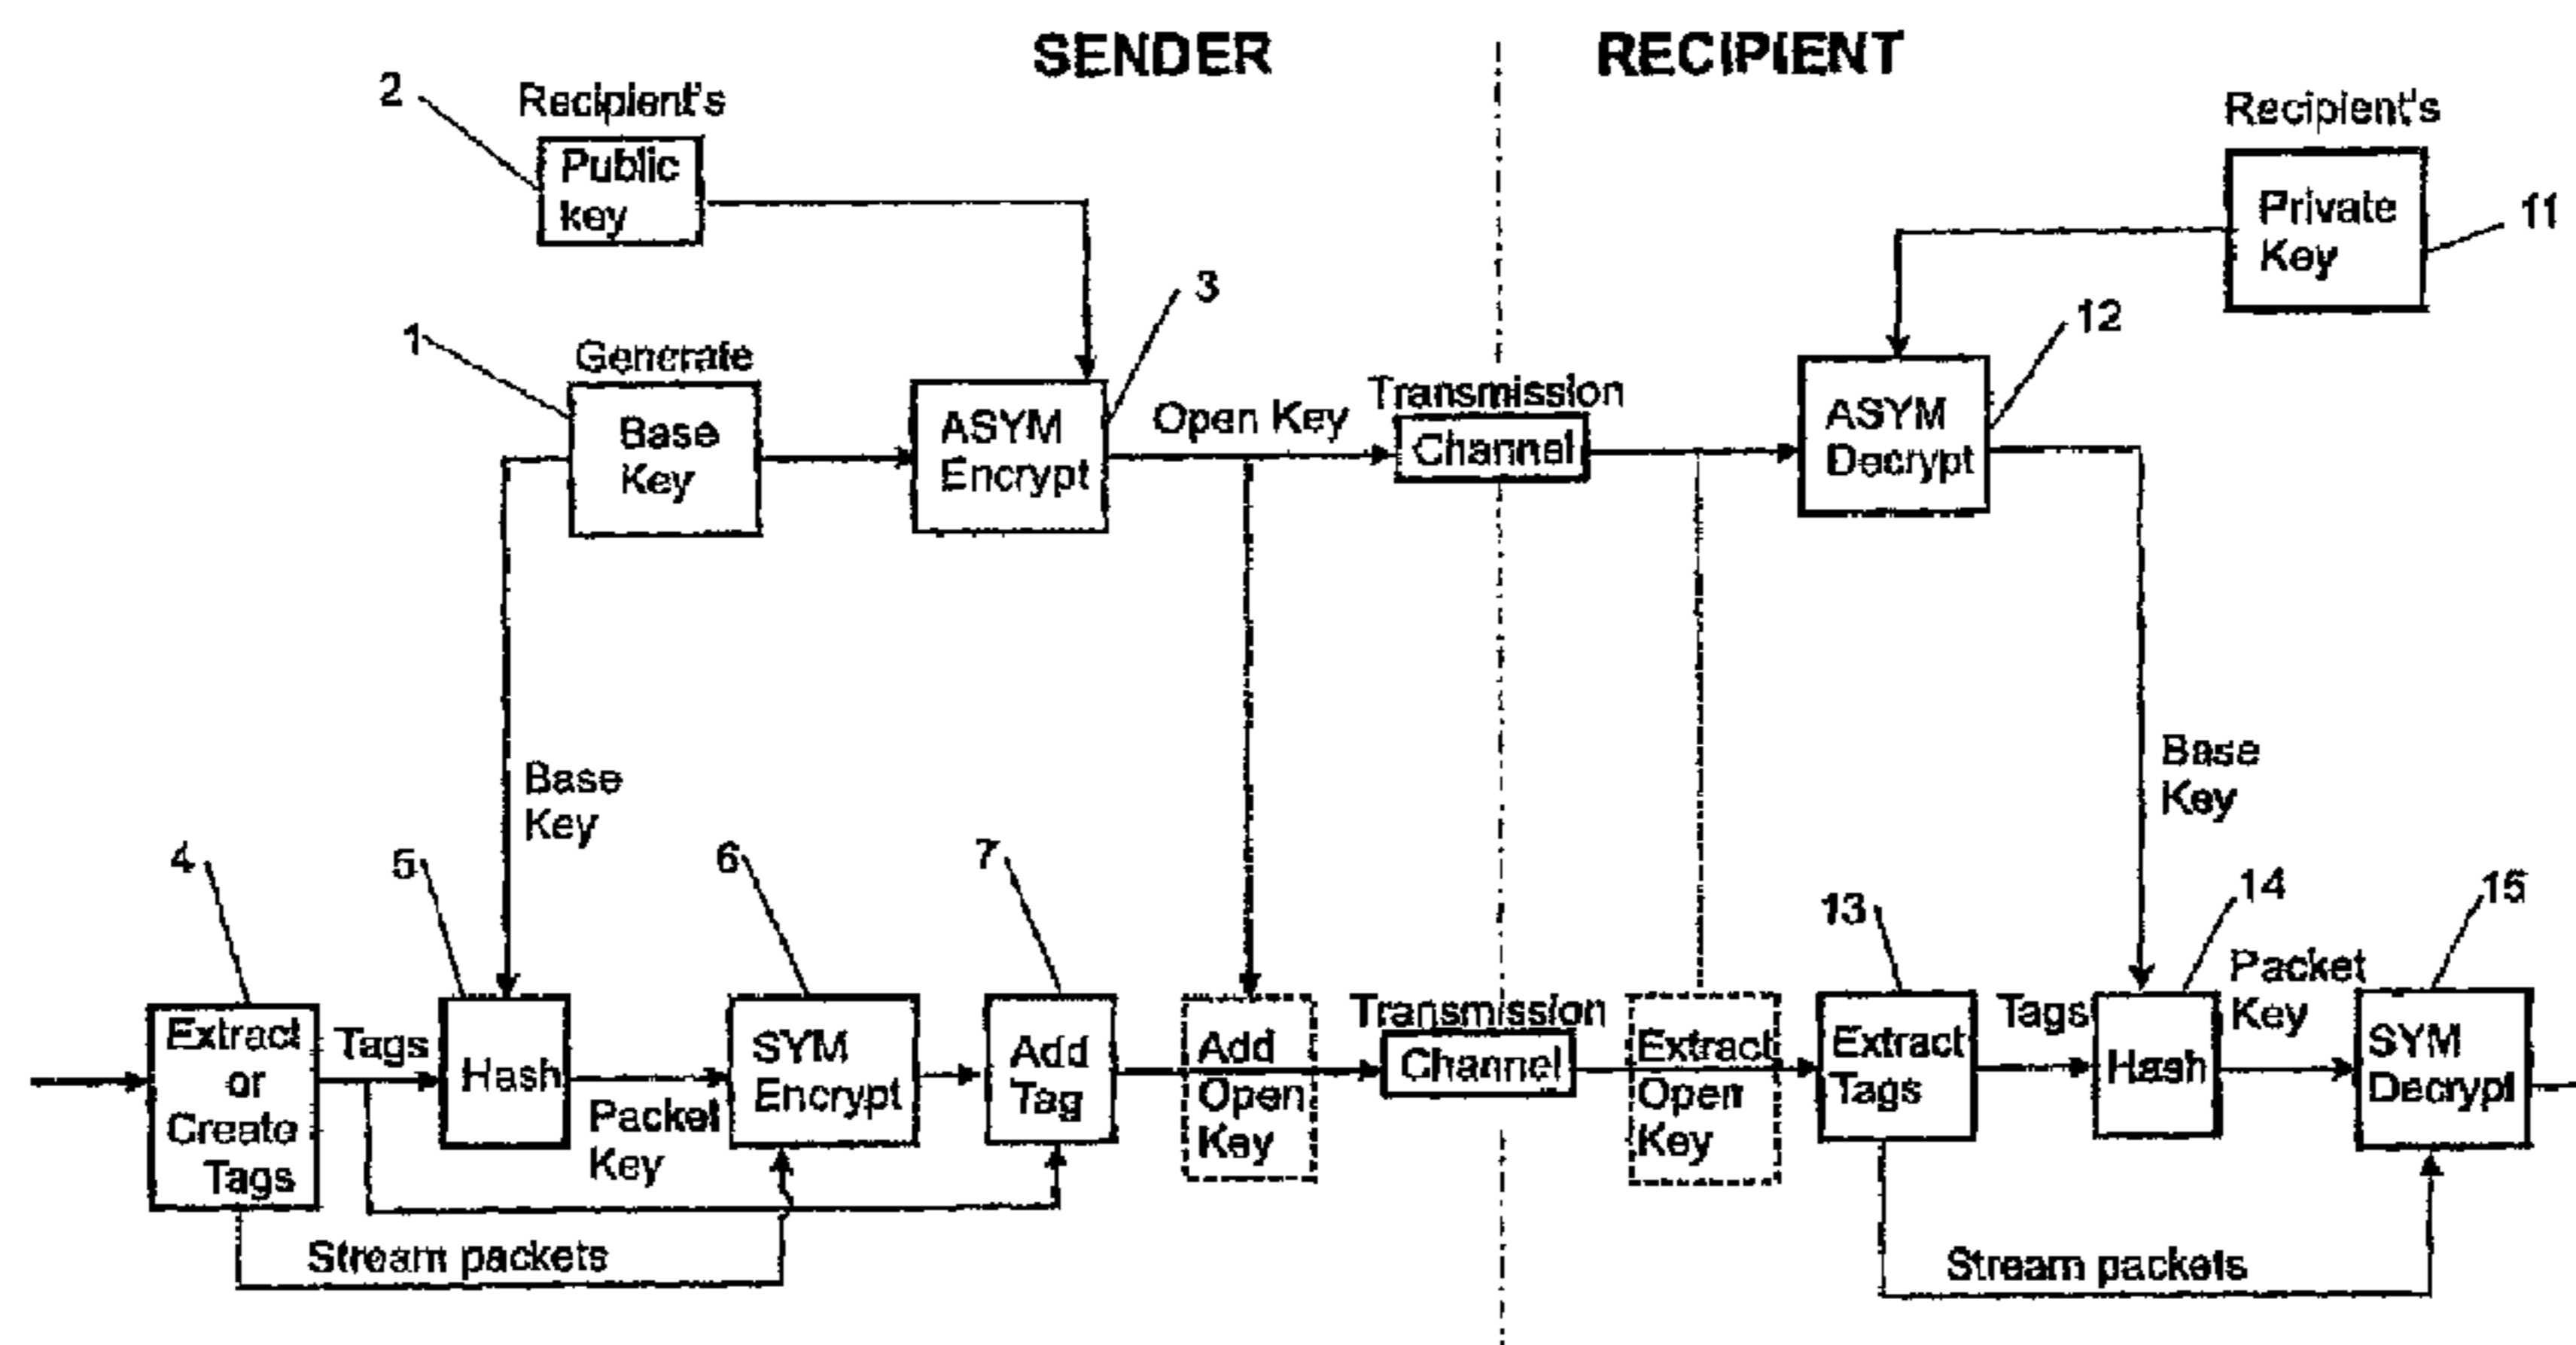 SENDER
RECIPIENT
2
Recipient's
Public
key
Recipient's
Private
Key
11
3
1
Generate
Base
Key
ASYM
Encrypt
Open Key
Transmission
Channel
12
ASYM
Decrypt
Base
Key
Base
Key
4
5
6
7
13
14
15
Extract
or
Create
Tags
Tags
Hash
Packet
Key
SYM
Encrypt
Add
Tag
Add
Open
Key
Transmission
Channel
Extract
Open
Key
Extract
Tags
Tags
Hash
Packet
Key
SYM
Decrypt
Stream packets
Stream packets